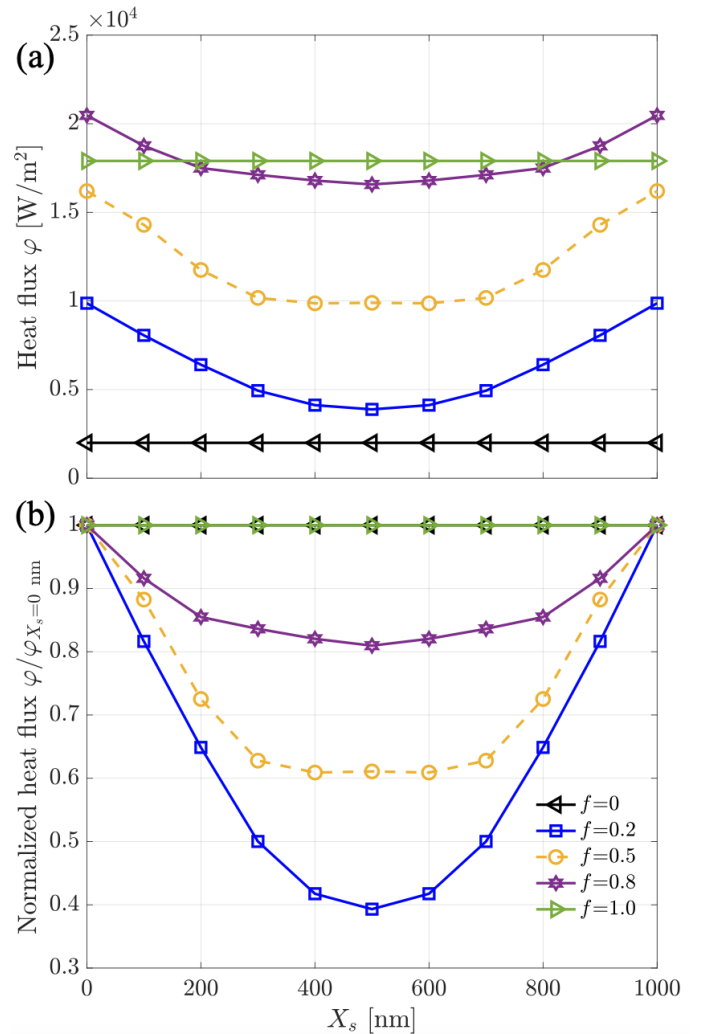 ×10⁴
(a)
2.5
2
1.5
1
0.5
0
Heat flux φ [W/m²]
(b)
1
0.9
0.8
0.7
0.6
0.5
0.4
0.3
Normalized heat flux φ/φ_{X_s=0 nm}
f=0
f=0.2
f=0.5
f=0.8
f=1.0
0 200 400 600 800 1000
X_s [nm]